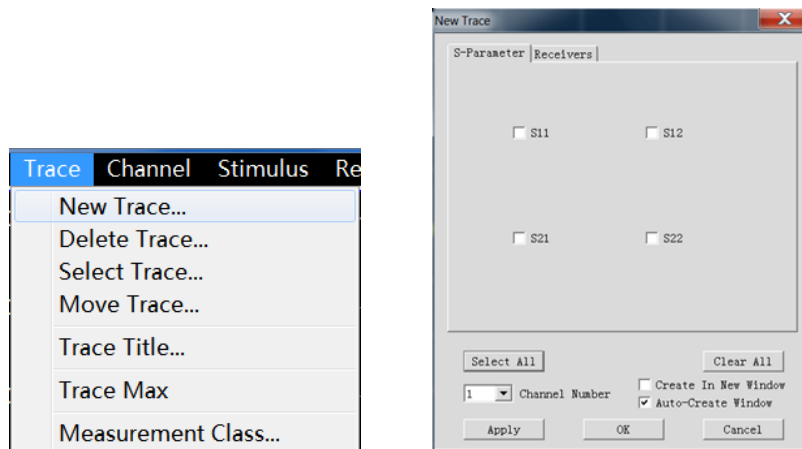 Trace Channel Stimulus Re
New Trace...
Delete Trace...
Select Trace...
Move Trace...
Trace Title...
Trace Max
Measurement Class...
New Trace
S-Parameter Receivers
S11 S12
S21 S22
Select All Clear All
1 Channel Number Create In New Window
Auto-Create Window
Apply OK Cancel